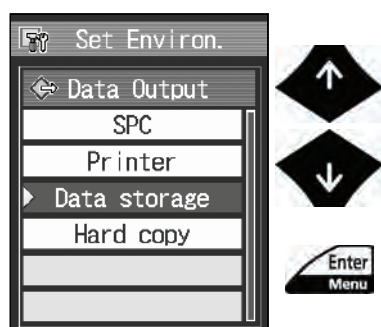 Set Environ.
Data Output
SPC
Printer
Data storage
Hard copy
Enter
Menu